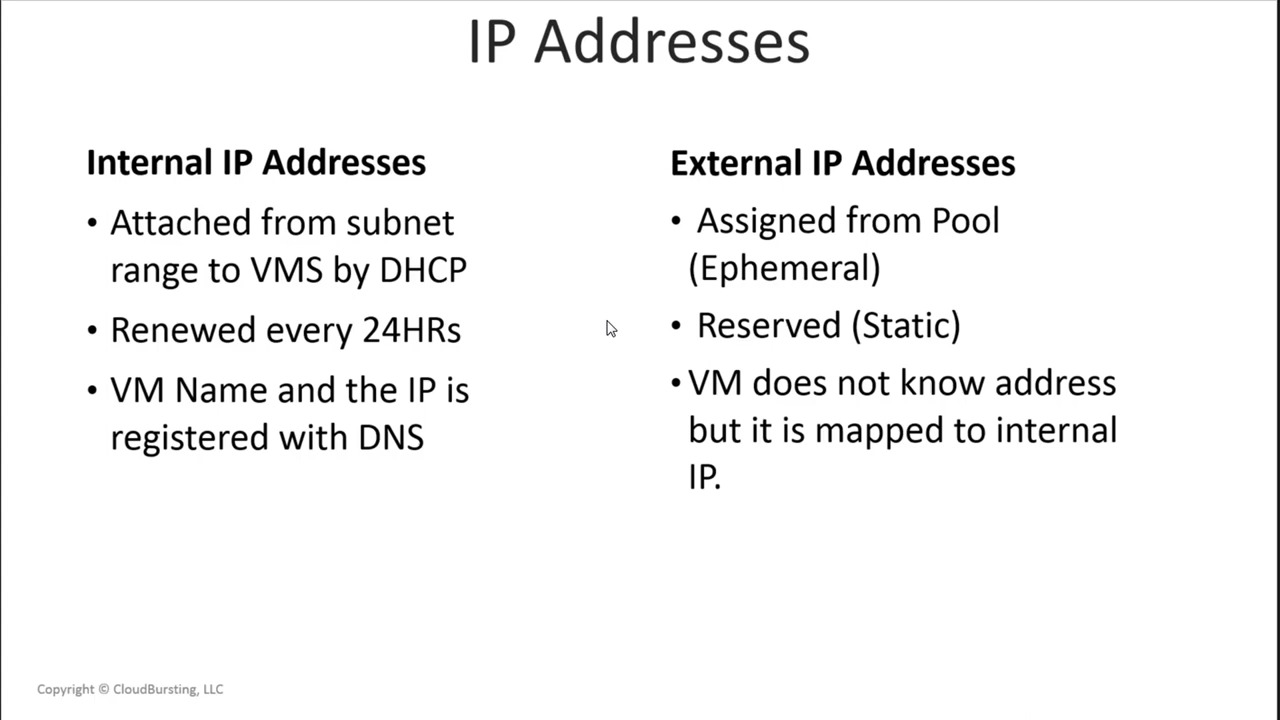 IP Addresses
Internal IP Addresses
• Attached from subnet
range to VMS by DHCP
• Renewed every 24HRs
• VM Name and the IP is
registered with DNS
External IP Addresses
• Assigned from Pool
(Ephemeral)
• Reserved (Static)
• VM does not know address
but it is mapped to internal
IP.
Copyright © CloudBursting, LLC